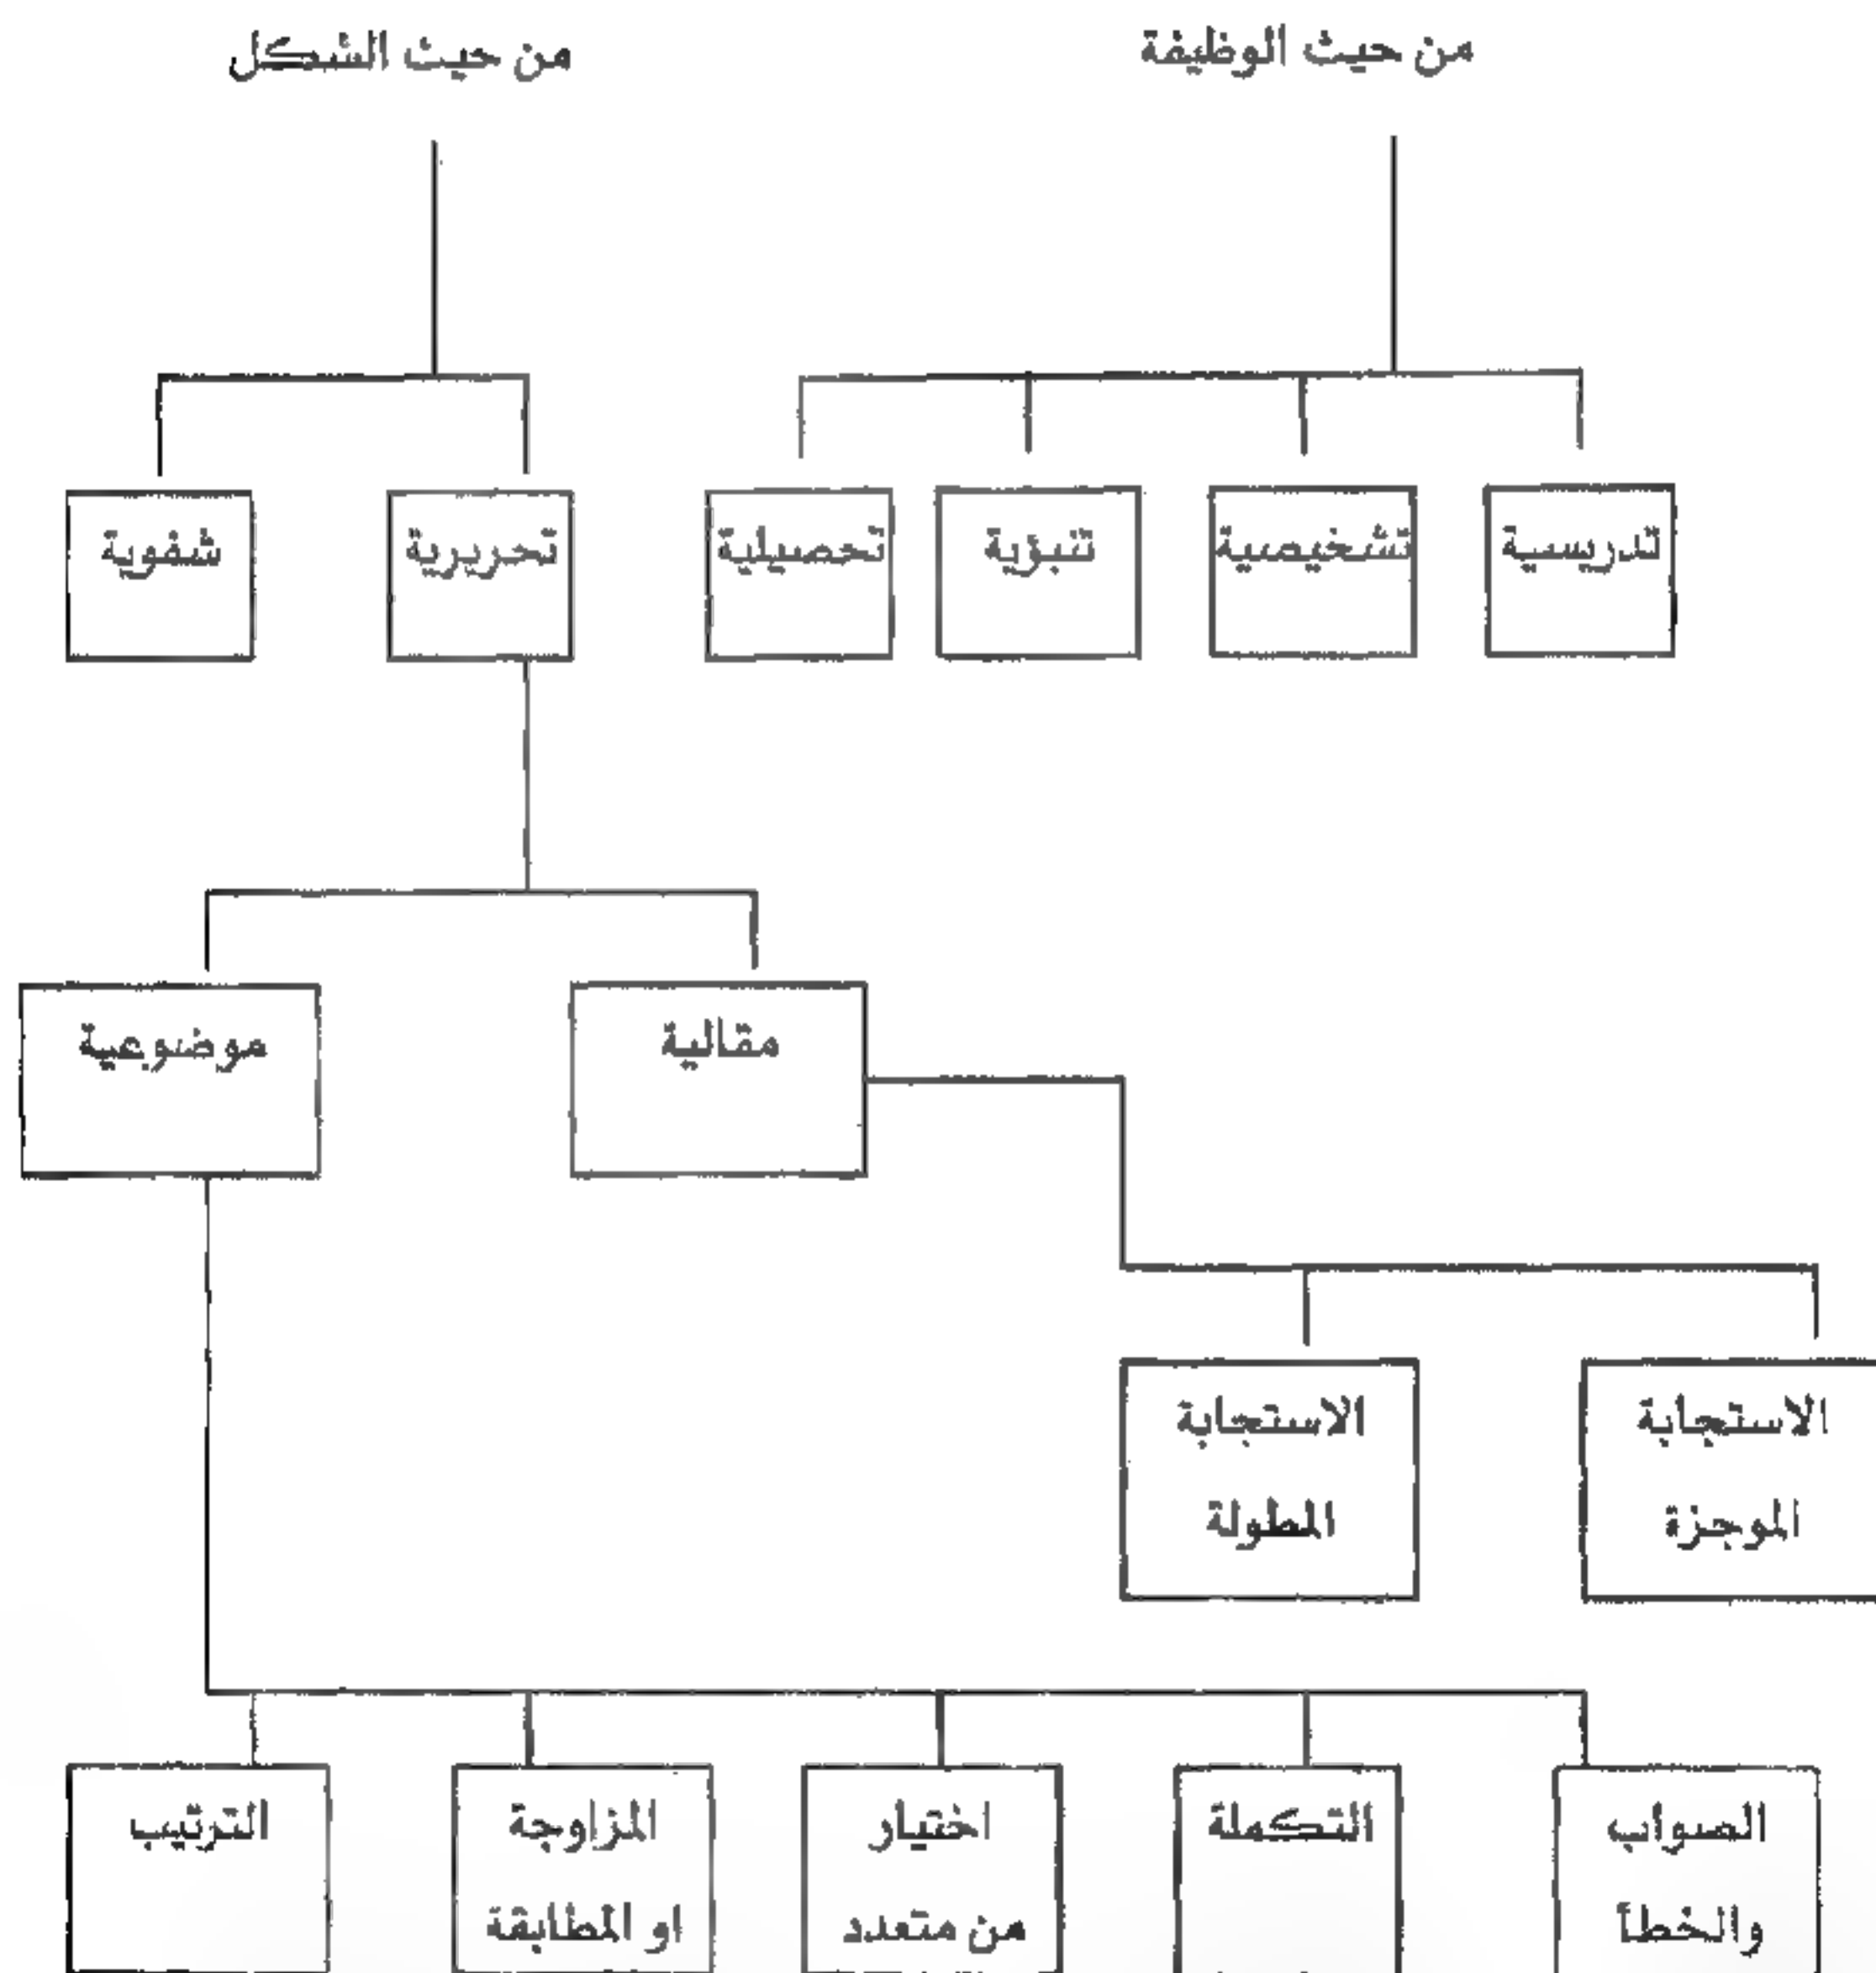 من حيث الوظيفة
من حيث الشكل
تدريسية
تشخيصية
تنبؤية
تحصيلية
تحريرية
شفوية
مقالية
موضوعية
الاستجابة
الموجزة
الاستجابة
المطولة
الصواب
والخطأ
التكملة
اختيار
من متعدد
المزاوجة
او المطابقة
الترتيب